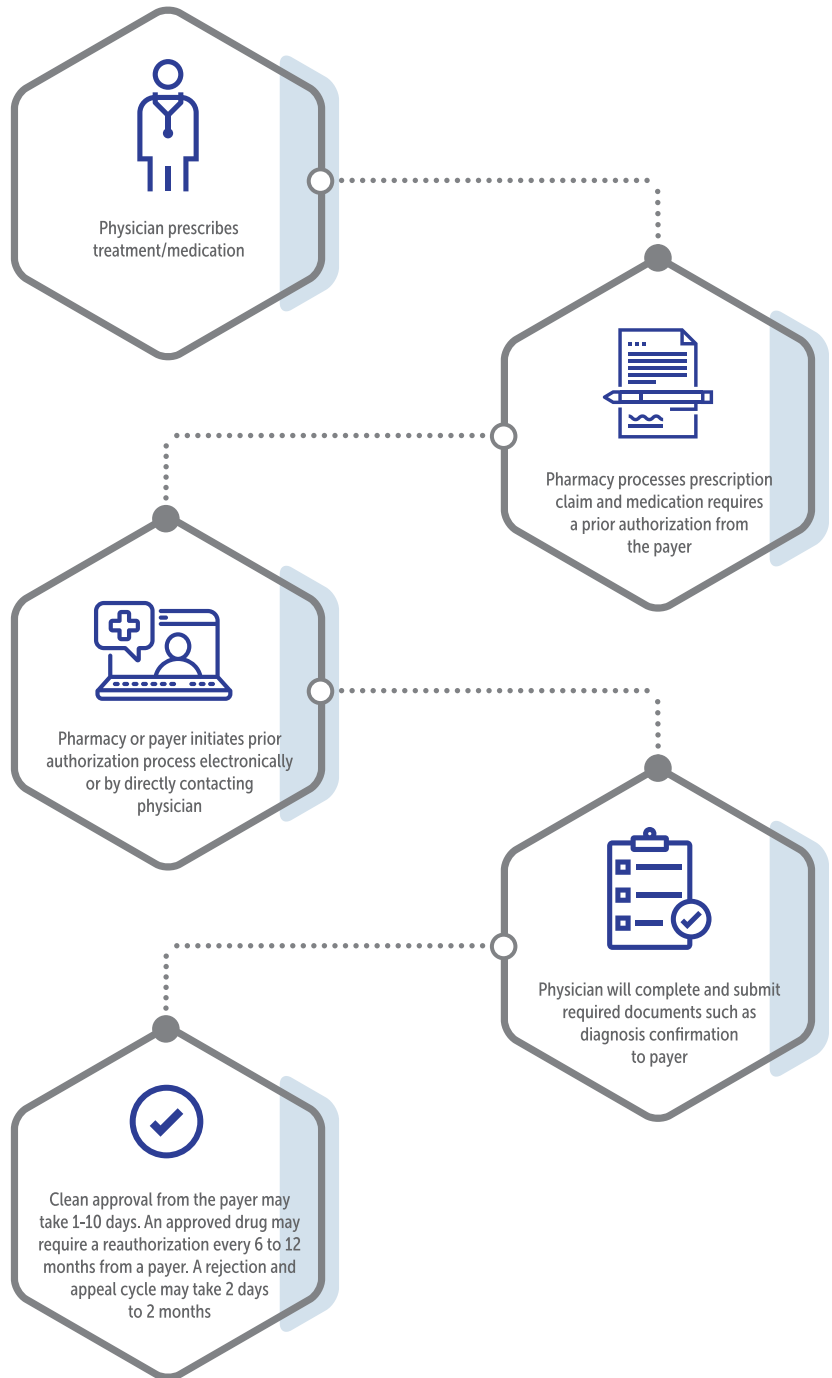 Physician prescribes
treatment/medication
Pharmacy processes prescription
claim and medication requires
a prior authorization from
the payer
Pharmacy or payer initiates prior
authorization process electronically
or by directly contacting
physician
Physician will complete and submit
required documents such as
diagnosis confirmation
to payer
Clean approval from the payer may
take 1-10 days. An approved drug may
require a reauthorization every 6 to 12
months from a payer. A rejection and
appeal cycle may take 2 days
to 2 months